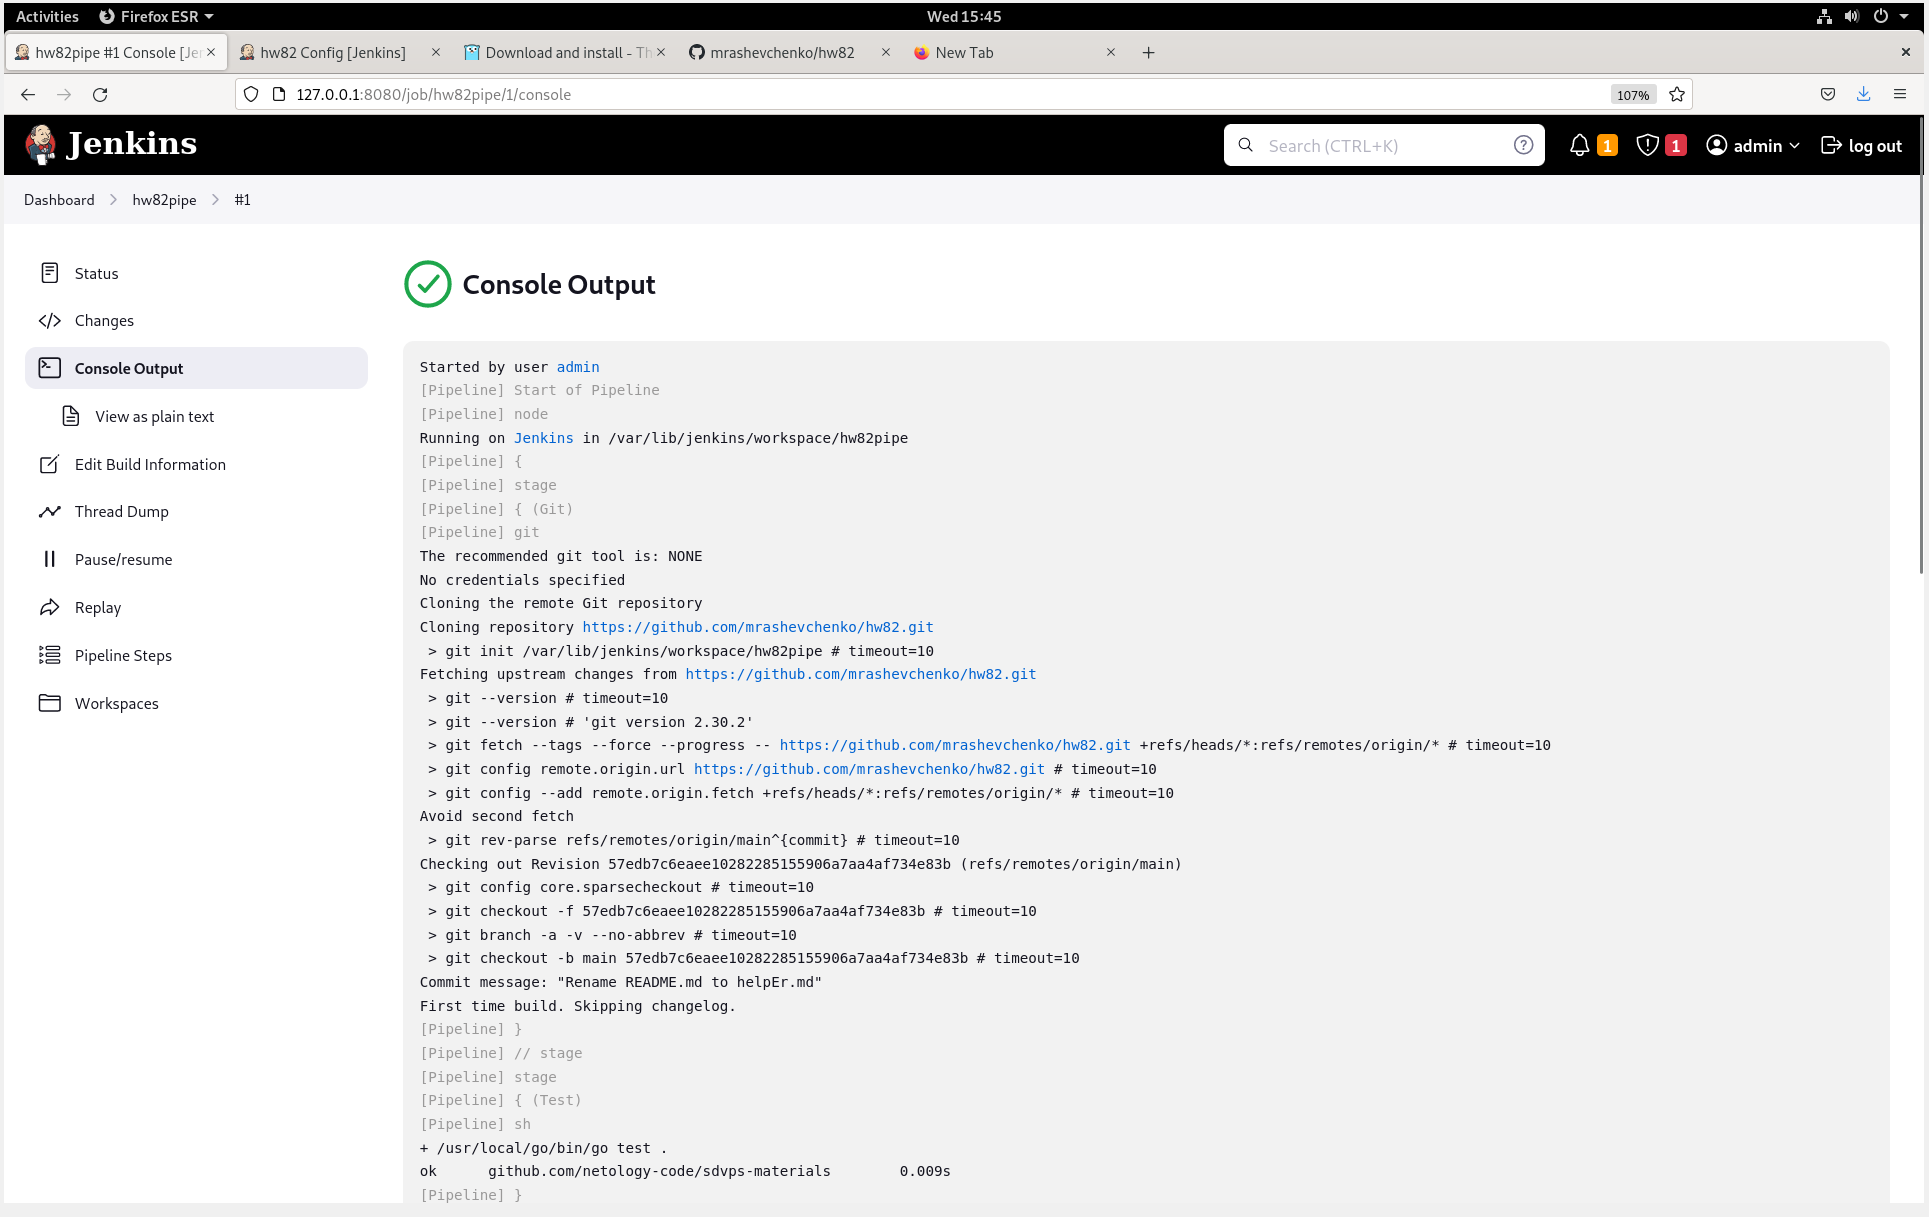 Activities Firefox ESR Wed 15:45
hw82pipe #1 Console [Jer hw82 Config [Jenkins] Download and install - Th mrashevchenko/hw82 New Tab
127.0.0.1:8080/job/hw82pipe/1/console 107%
Jenkins Search (CTRL+K) 1 1 admin log out
Dashboard hw82pipe #1
Status
Changes
Console Output
View as plain text
Edit Build Information
Thread Dump
Pause/resume
Replay
Pipeline Steps
Workspaces
Console Output
Started by user admin
[Pipeline] Start of Pipeline
[Pipeline] node
Running on Jenkins in /var/lib/jenkins/workspace/hw82pipe
[Pipeline] {
[Pipeline] stage
[Pipeline] { (Git)
[Pipeline] git
The recommended git tool is: NONE
No credentials specified
Cloning the remote Git repository
Cloning repository https://github.com/mrashevchenko/hw82.git
> git init /var/lib/jenkins/workspace/hw82pipe # timeout=10
Fetching upstream changes from https://github.com/mrashevchenko/hw82.git
> git --version # timeout=10
> git --version # 'git version 2.30.2'
> git fetch --tags --force --progress -- https://github.com/mrashevchenko/hw82.git +refs/heads/*:refs/remotes/origin/* # timeout=10
> git config remote.origin.url https://github.com/mrashevchenko/hw82.git # timeout=10
> git config --add remote.origin.fetch +refs/heads/*:refs/remotes/origin/* # timeout=10
Avoid second fetch
> git rev-parse refs/remotes/origin/main^{commit} # timeout=10
Checking out Revision 57edb7c6eaee10282285155906a7aa4af734e83b (refs/remotes/origin/main)
> git config core.sparsecheckout # timeout=10
> git checkout -f 57edb7c6eaee10282285155906a7aa4af734e83b # timeout=10
> git branch -a -v --no-abbrev # timeout=10
> git checkout -b main 57edb7c6eaee10282285155906a7aa4af734e83b # timeout=10
Commit message: "Rename README.md to helpEr.md"
First time build. Skipping changelog.
[Pipeline] }
[Pipeline] // stage
[Pipeline] stage
[Pipeline] { (Test)
[Pipeline] sh
+ /usr/local/go/bin/go test .
ok github.com/netology-code/sdvps-materials 0.009s
[Pipeline] }